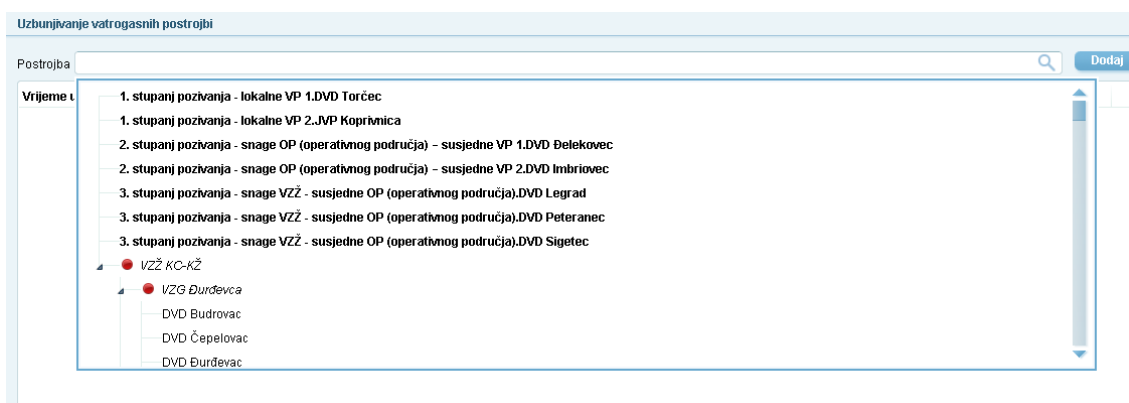 Uzbunjivanje vatrogasnih postrojbi
Postrojba
Dodaj
Vrijeme u
1. stupanj pozivanja - lokalne VP 1.DVD Torčec
1. stupanj pozivanja - lokalne VP 2.JVP Koprivnica
2. stupanj pozivanja - snage OP (operativnog područja) – susjedne VP 1.DVD Đelekovec
2. stupanj pozivanja - snage OP (operativnog područja) – susjedne VP 2.DVD Imbriovec
3. stupanj pozivanja - snage VZŽ - susjedne OP (operativnog područja).DVD Legrad
3. stupanj pozivanja - snage VZŽ - susjedne OP (operativnog područja).DVD Peteranec
3. stupanj pozivanja - snage VZŽ - susjedne OP (operativnog područja).DVD Sigetec
VZŽ KC-KŽ
VZG Đurđevca
DVD Budrovac
DVD Čepelovac
DVD Đurđevac